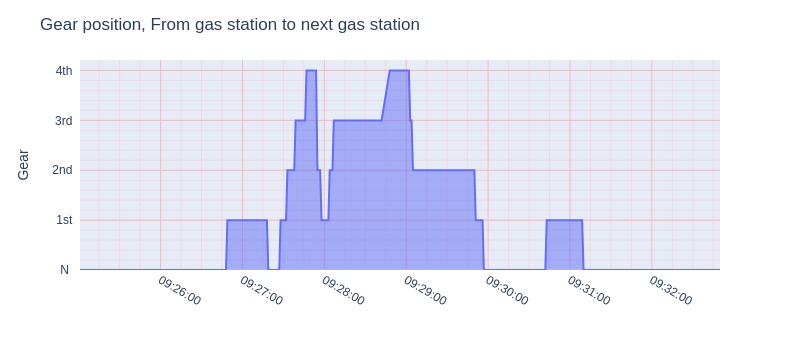 Gear position, From gas station to next gas station
Gear
4th
3rd
2nd
1st
N
09:26:00
09:27:00
09:28:00
09:29:00
09:30:00
09:31:00
09:32:00